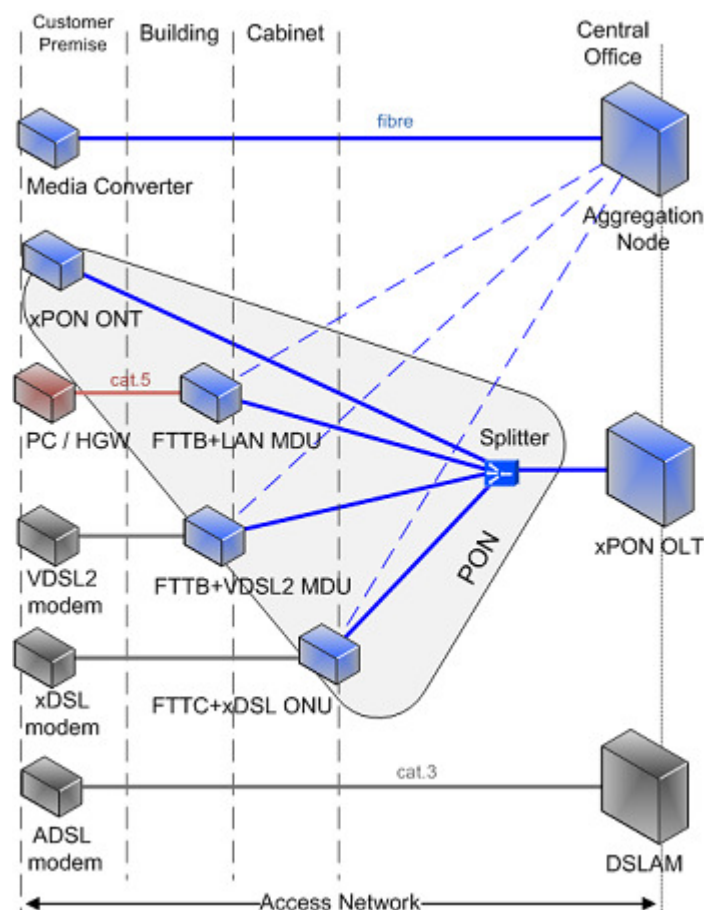 Customer
Premise
Building
Cabinet
Central
Office
fibre
Media Converter
Aggregation
Node
xPON ONT
cat.5
PC / HGW
FTTB+LAN MDU
Splitter
xPON OLT
PON
VDSL2
modem
FTTB+VDSL2 MDU
xDSL
modem
FTTC+xDSL ONU
cat.3
ADSL
modem
DSLAM
Access Network